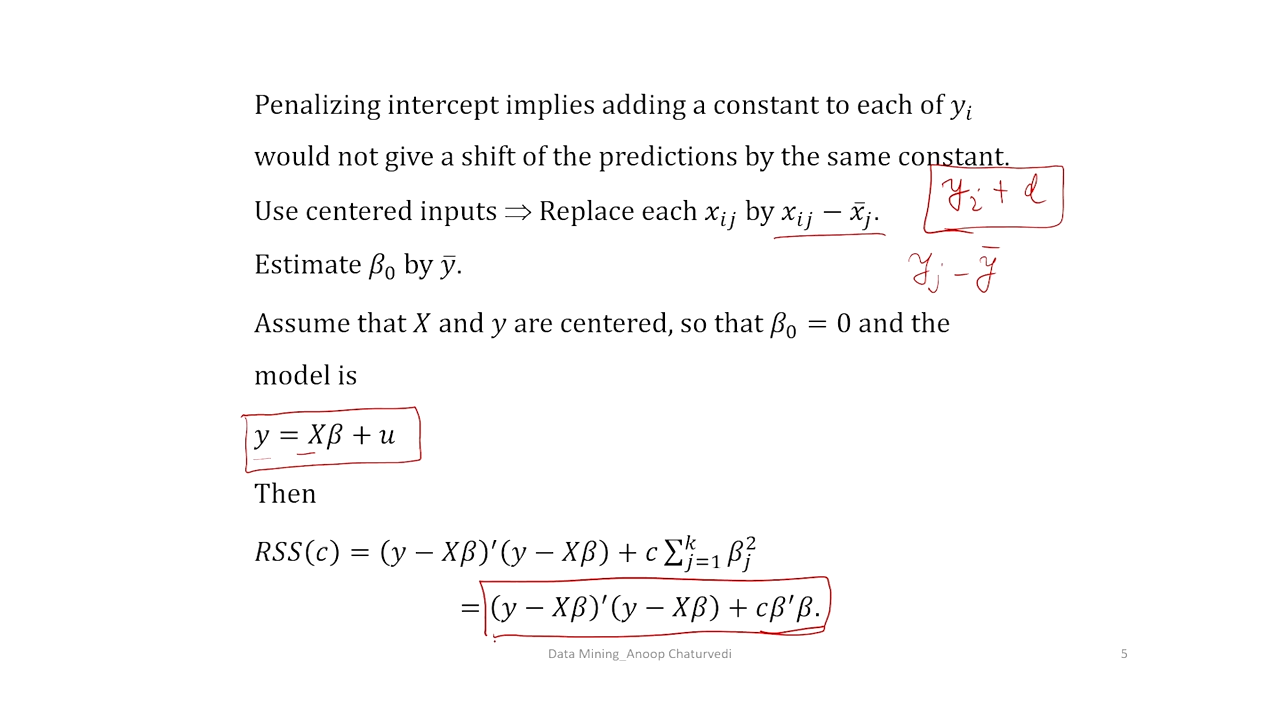 Penalizing intercept implies adding a constant to each of yᵢ
would not give a shift of the predictions by the same constant.
yᵢ + d
Use centered inputs ⟹ Replace each xᵢⱼ by xᵢⱼ − x̄ⱼ.
Estimate β₀ by ȳ.
yⱼ − ȳ
Assume that X and y are centered, so that β₀ = 0 and the
model is
y = Xβ + u
Then
RSS(c) = (y − Xβ)′(y − Xβ) + c ∑ⱼ₌₁ᵏ βⱼ²
= (y − Xβ)′(y − Xβ) + cβ′β.
Data Mining_Anoop Chaturvedi
5